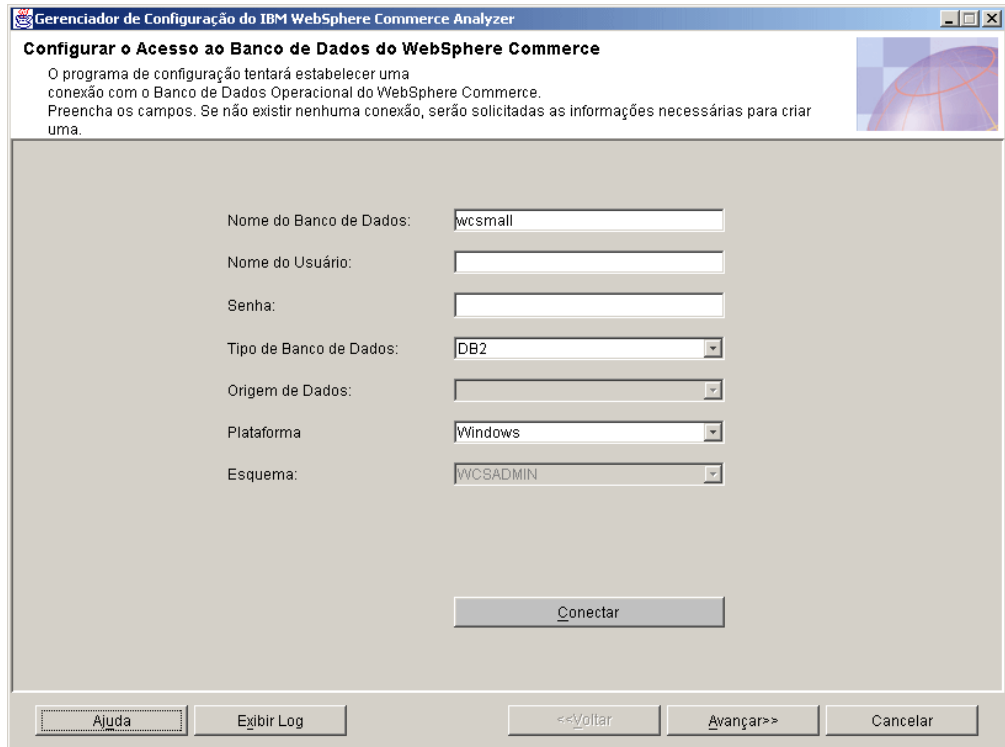 Gerenciador de Configuração do IBM WebSphere Commerce Analyzer
Configurar o Acesso ao Banco de Dados do WebSphere Commerce
O programa de configuração tentará estabelecer uma
conexão com o Banco de Dados Operacional do WebSphere Commerce.
Preencha os campos. Se não existir nenhuma conexão, serão solicitadas as informações necessárias para criar
uma.
Nome do Banco de Dados: wcsmall
Nome do Usuário:
Senha:
Tipo de Banco de Dados: DB2
Origem de Dados:
Plataforma Windows
Esquema: WCSADMIN
Conectar
Ajuda Exibir Log <<Voltar Avançar>> Cancelar